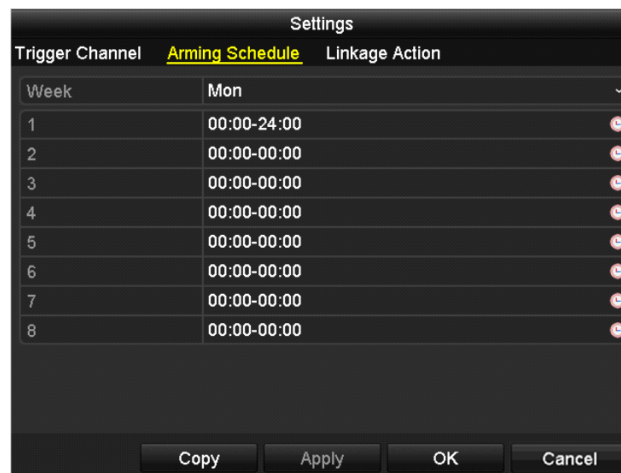 Settings
Trigger Channel Arming Schedule Linkage Action
Week Mon
1 00:00-24:00
2 00:00-00:00
3 00:00-00:00
4 00:00-00:00
5 00:00-00:00
6 00:00-00:00
7 00:00-00:00
8 00:00-00:00
Copy Apply OK Cancel